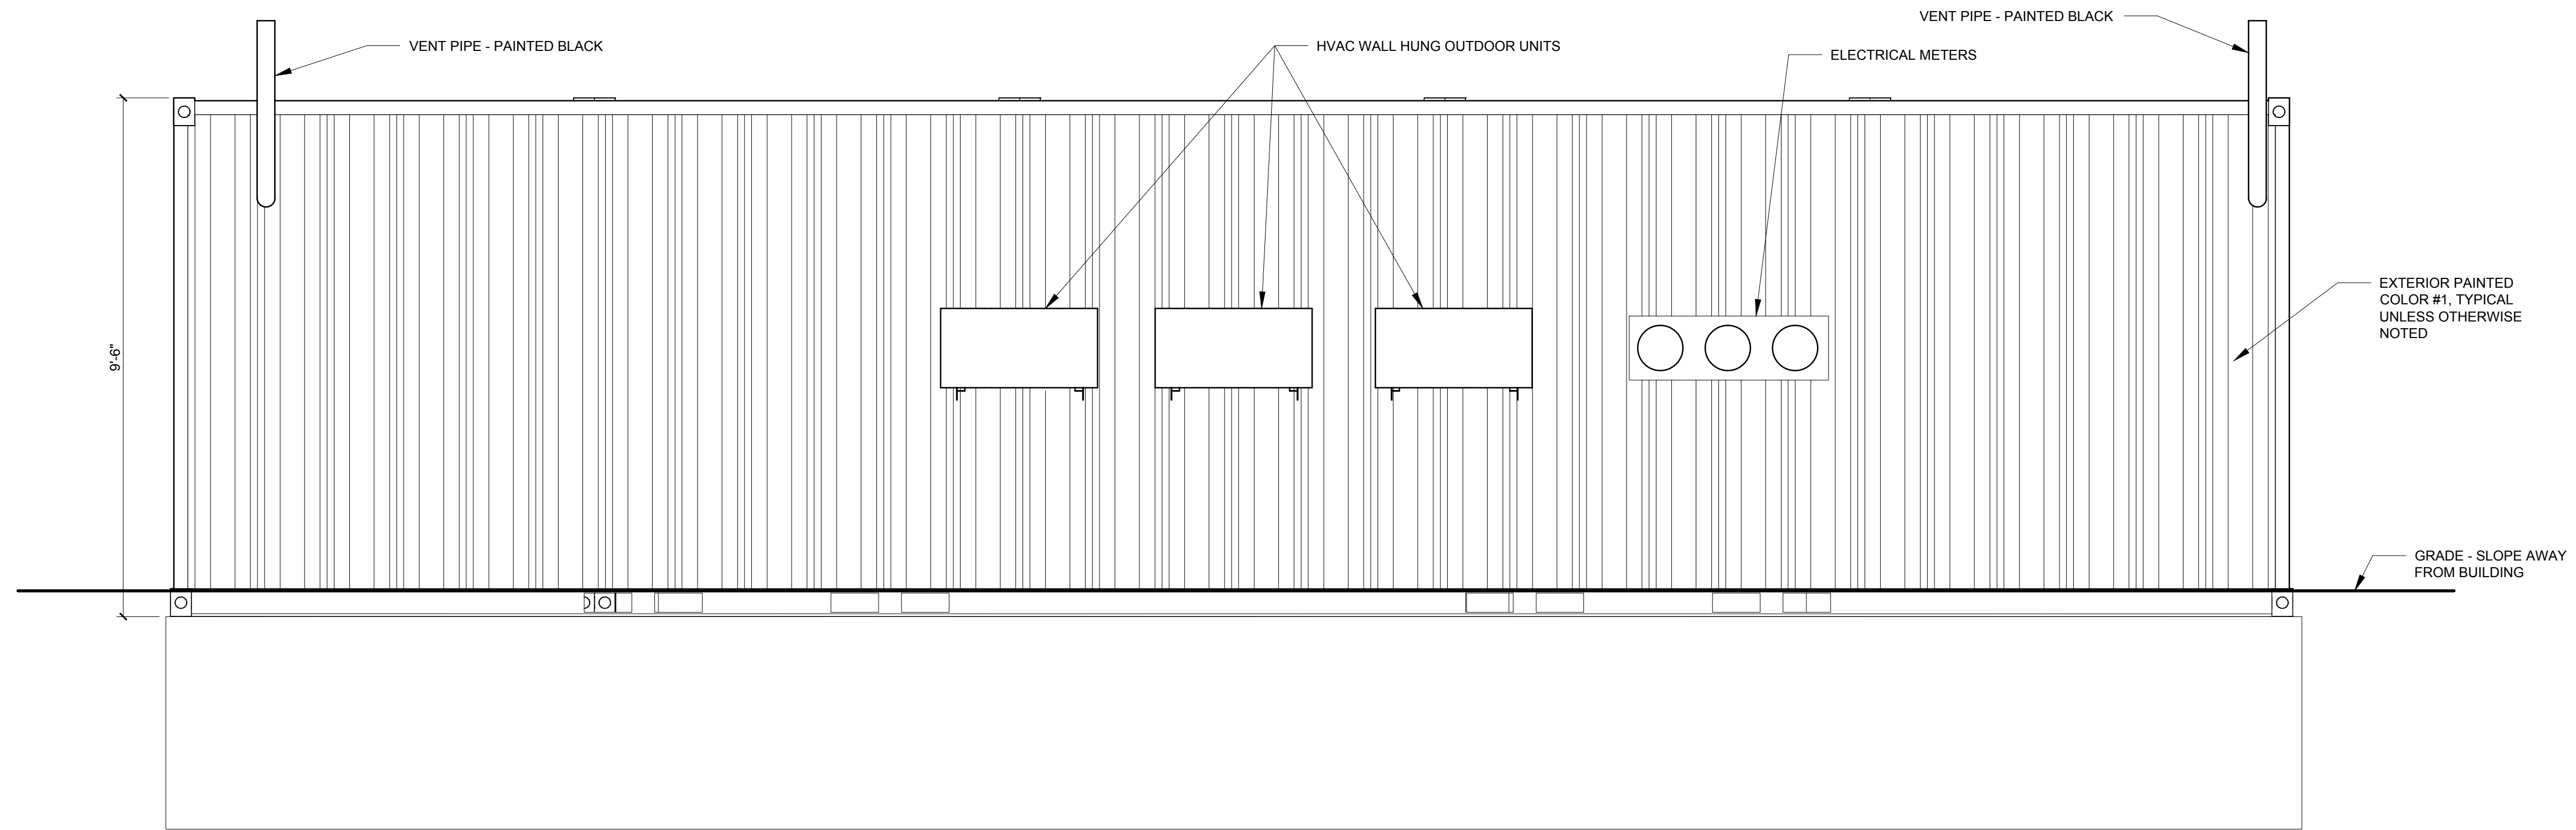 VENT PIPE - PAINTED BLACK
VENT PIPE - PAINTED BLACK
HVAC WALL HUNG OUTDOOR UNITS
ELECTRICAL METERS
9'-6"
EXTERIOR PAINTED
COLOR #1, TYPICAL
UNLESS OTHERWISE
NOTED
GRADE - SLOPE AWAY
FROM BUILDING